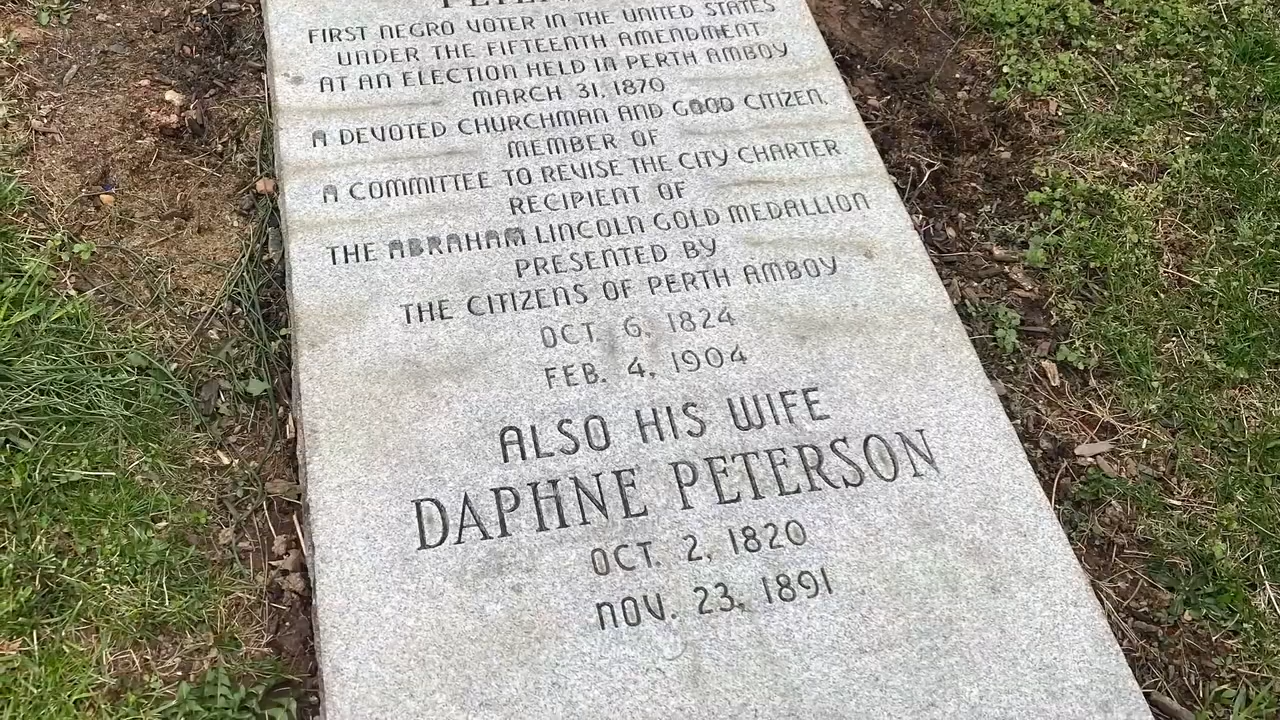 FIRST NEGRO VOTER IN THE UNITED STATES
UNDER THE FIFTEENTH AMENDMENT
AT AN ELECTION HELD IN PERTH AMBOY
MARCH 31, 1870
A DEVOTED CHURCHMAN AND GOOD CITIZEN,
MEMBER OF
A COMMITTEE TO REVISE THE CITY CHARTER
RECIPIENT OF
THE ABRAHAM LINCOLN GOLD MEDALLION
PRESENTED BY
THE CITIZENS OF PERTH AMBOY
OCT. 6, 1824
FEB. 4, 1904
ALSO HIS WIFE
DAPHNE PETERSON
OCT. 2, 1820
NOV. 23, 1891